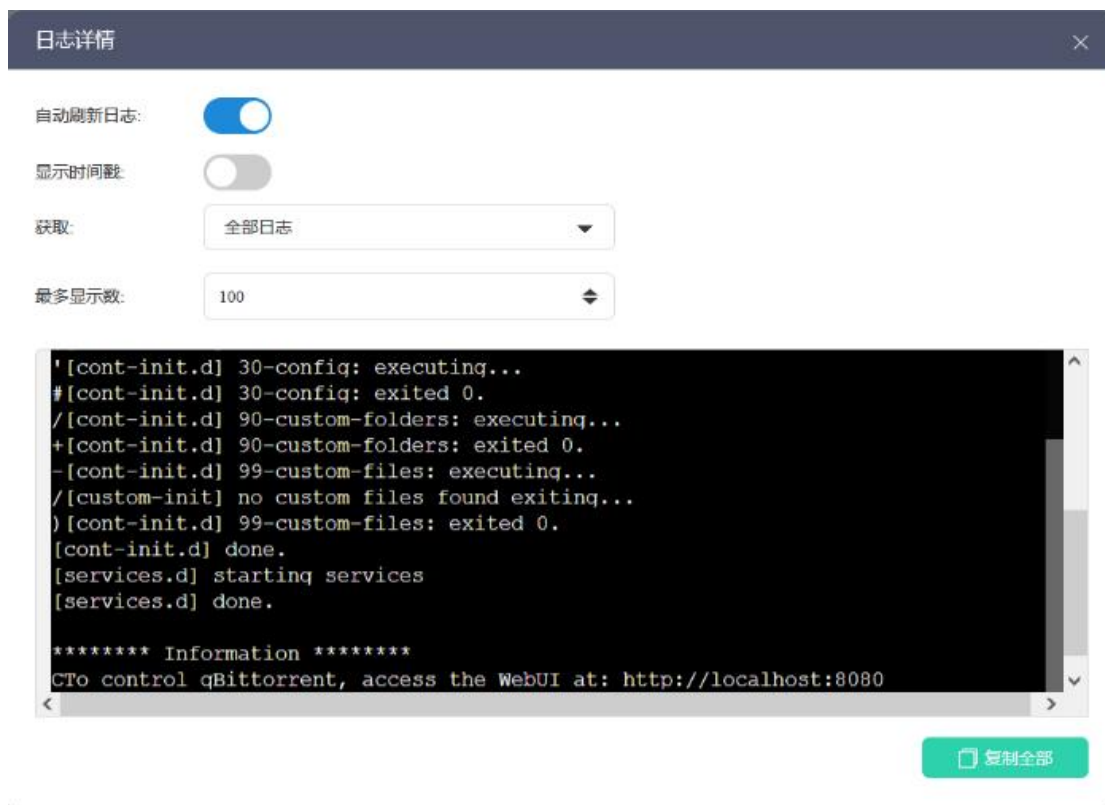 日志详情
自动刷新日志:
显示时间戳:
获取:
全部日志
最多显示数:
100
'[cont-init.d] 30-config: executing...
#[cont-init.d] 30-config: exited 0.
/[cont-init.d] 90-custom-folders: executing...
+[cont-init.d] 90-custom-folders: exited 0.
-[cont-init.d] 99-custom-files: executing...
/[custom-init] no custom files found exiting...
)[cont-init.d] 99-custom-files: exited 0.
[cont-init.d] done.
[services.d] starting services
[services.d] done.
******** Information ********
CTo control qBittorrent, access the WebUI at: http://localhost:8080
复制全部